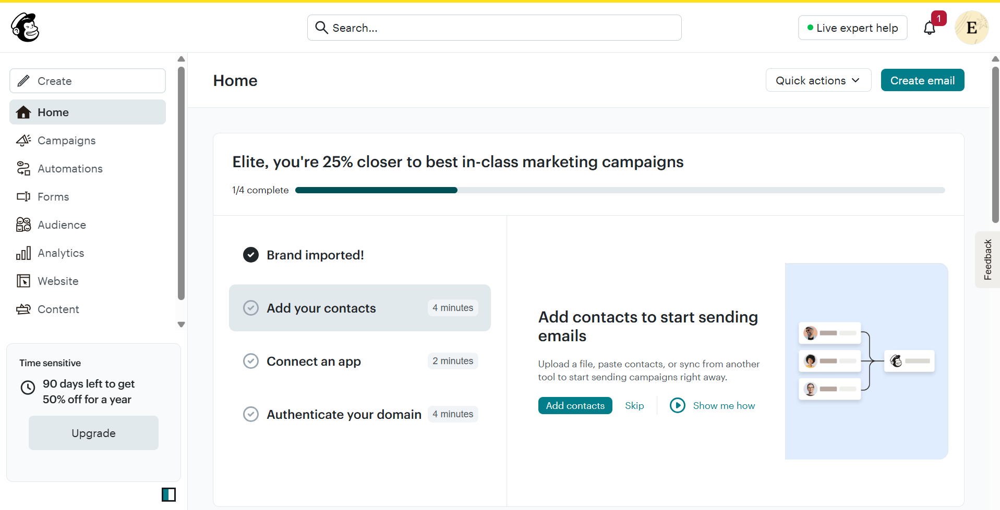 Search...
Live expert help
1
E
Create
Home
Campaigns
Automations
Forms
Audience
Analytics
Website
Content
Time sensitive
90 days left to get
50% off for a year
Upgrade
Home
Quick actions
Create email
Elite, you're 25% closer to best in-class marketing campaigns
1/4 complete
Brand imported!
Add your contacts
4 minutes
Connect an app
2 minutes
Authenticate your domain
4 minutes
Add contacts to start sending
emails
Upload a file, paste contacts, or sync from another
tool to start sending campaigns right away.
Add contacts
Skip
Show me how
Feedback